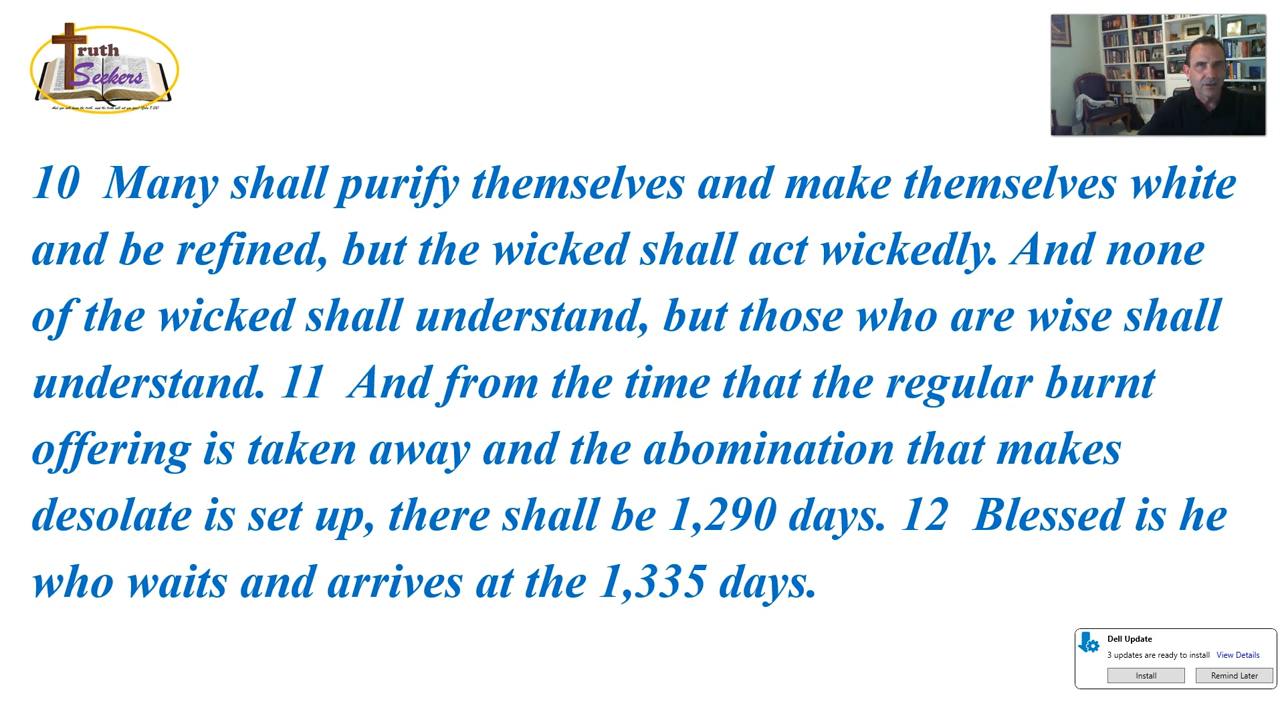 Truth
Seekers
10 Many shall purify themselves and make themselves white
and be refined, but the wicked shall act wickedly. And none
of the wicked shall understand, but those who are wise shall
understand. 11 And from the time that the regular burnt
offering is taken away and the abomination that makes
desolate is set up, there shall be 1,290 days. 12 Blessed is he
who waits and arrives at the 1,335 days.
Dell Update
3 updates are ready to install View Details
Install Remind Later